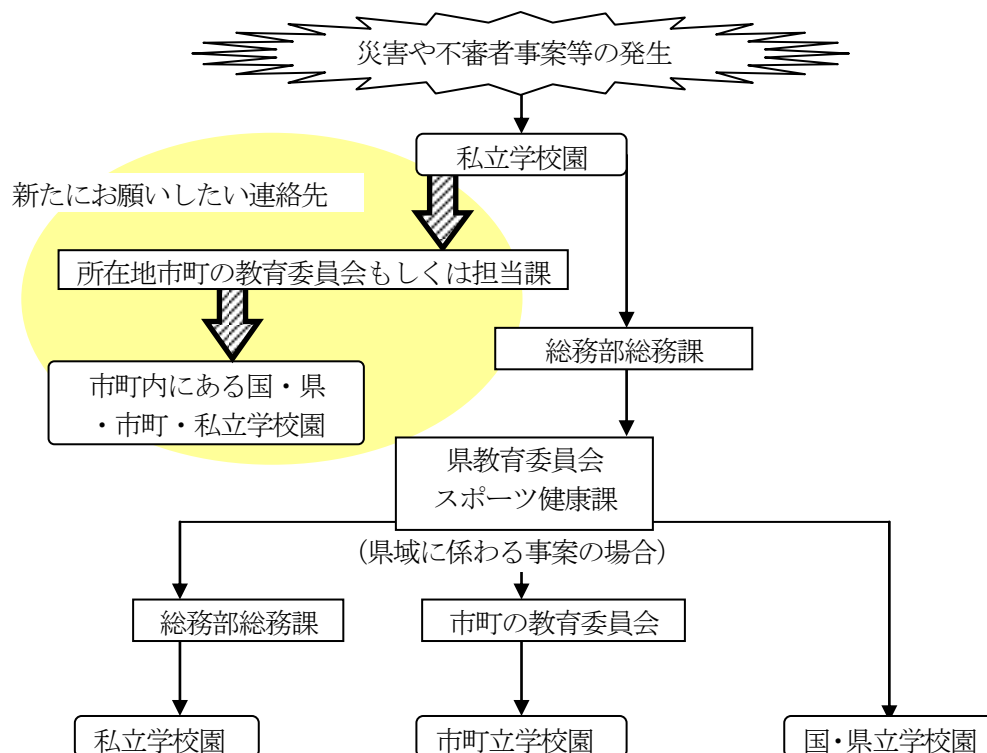 災害や不審者事案等の発生
私立学校園
新たにお願いしたい連絡先
所在地市町の教育委員会もしくは担当課
総務部総務課
市町内にある国・県
・市町・私立学校園
県教育委員会
スポーツ健康課
（県域に係わる事案の場合）
総務部総務課
市町の教育委員会
私立学校園
市町立学校園
国・県立学校園